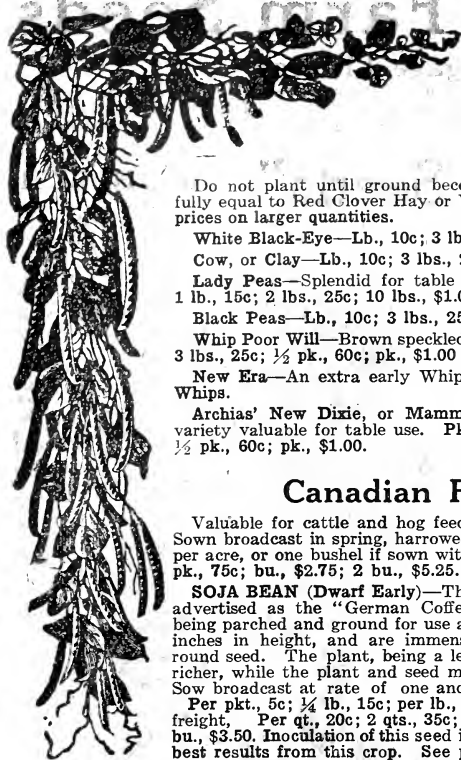 Do not plant until ground bec
fully equal to Red Clover Hay or
prices on larger quantities.
White Black-Eye—Lb., 10c; 3 lb
Cow, or Clay—Lb., 10c; 3 lbs.,
Lady Peas—Splendid for table
1 lb., 15c; 2 lbs., 25c; 10 lbs., $1.
Black Peas—Lb., 10c; 3 lbs., 25
Whip Poor Will—Brown speckled
3 lbs., 25c; ½ pk., 60c; pk., $1.00
New Era—An extra early Whip
Whips.
Archias' New Dixie, or Mamm
variety valuable for table use. Pk
½ pk., 60c; pk., $1.00.
Canadian
Valuable for cattle and hog feed
Sown broadcast in spring, harrowe
per acre, or one bushel if sown wit
pk., 75c; bu., $2.75; 2 bu., $5.25.
SOJA BEAN (Dwarf Early)—Th
advertised as the "German Coffe
being parched and ground for use a
inches in height, and are immens
round seed. The plant, being a le
richer, while the plant and seed m
Sow broadcast at rate of one and
Per pkt., 5c; ¼ lb., 15c; per lb.,
freight, Per qt., 20c; 2 qts., 35c;
bu., $3.50. Inoculation of this seed i
best results from this crop. See